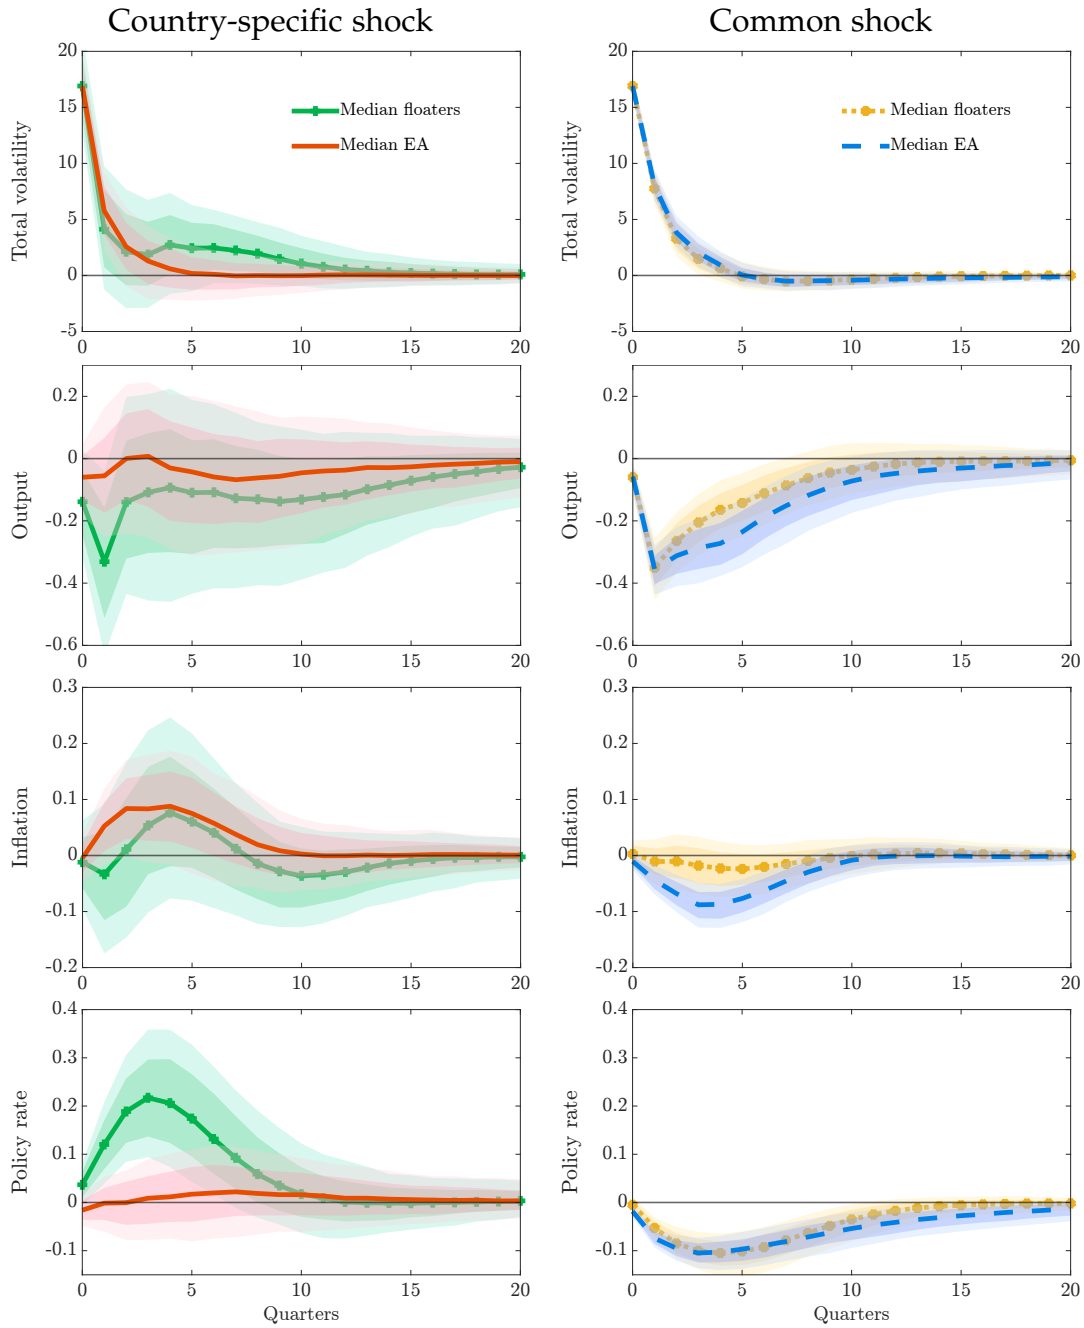 Country-specific shock
Common shock
Total volatility
20
15
10
5
0
-5
Median floaters
Median EA
0 5 10 15 20
Total volatility
20
15
10
5
0
-5
Median floaters
Median EA
0 5 10 15 20
Output
0.2
0
-0.2
-0.4
-0.6
0 5 10 15 20
Output
0.2
0
-0.2
-0.4
-0.6
0 5 10 15 20
Inflation
0.3
0.2
0.1
0
-0.1
-0.2
0 5 10 15 20
Inflation
0.3
0.2
0.1
0
-0.1
-0.2
0 5 10 15 20
Policy rate
0.4
0.3
0.2
0.1
0
-0.1
0 5 10 15 20
Quarters
Policy rate
0.4
0.3
0.2
0.1
0
-0.1
0 5 10 15 20
Quarters